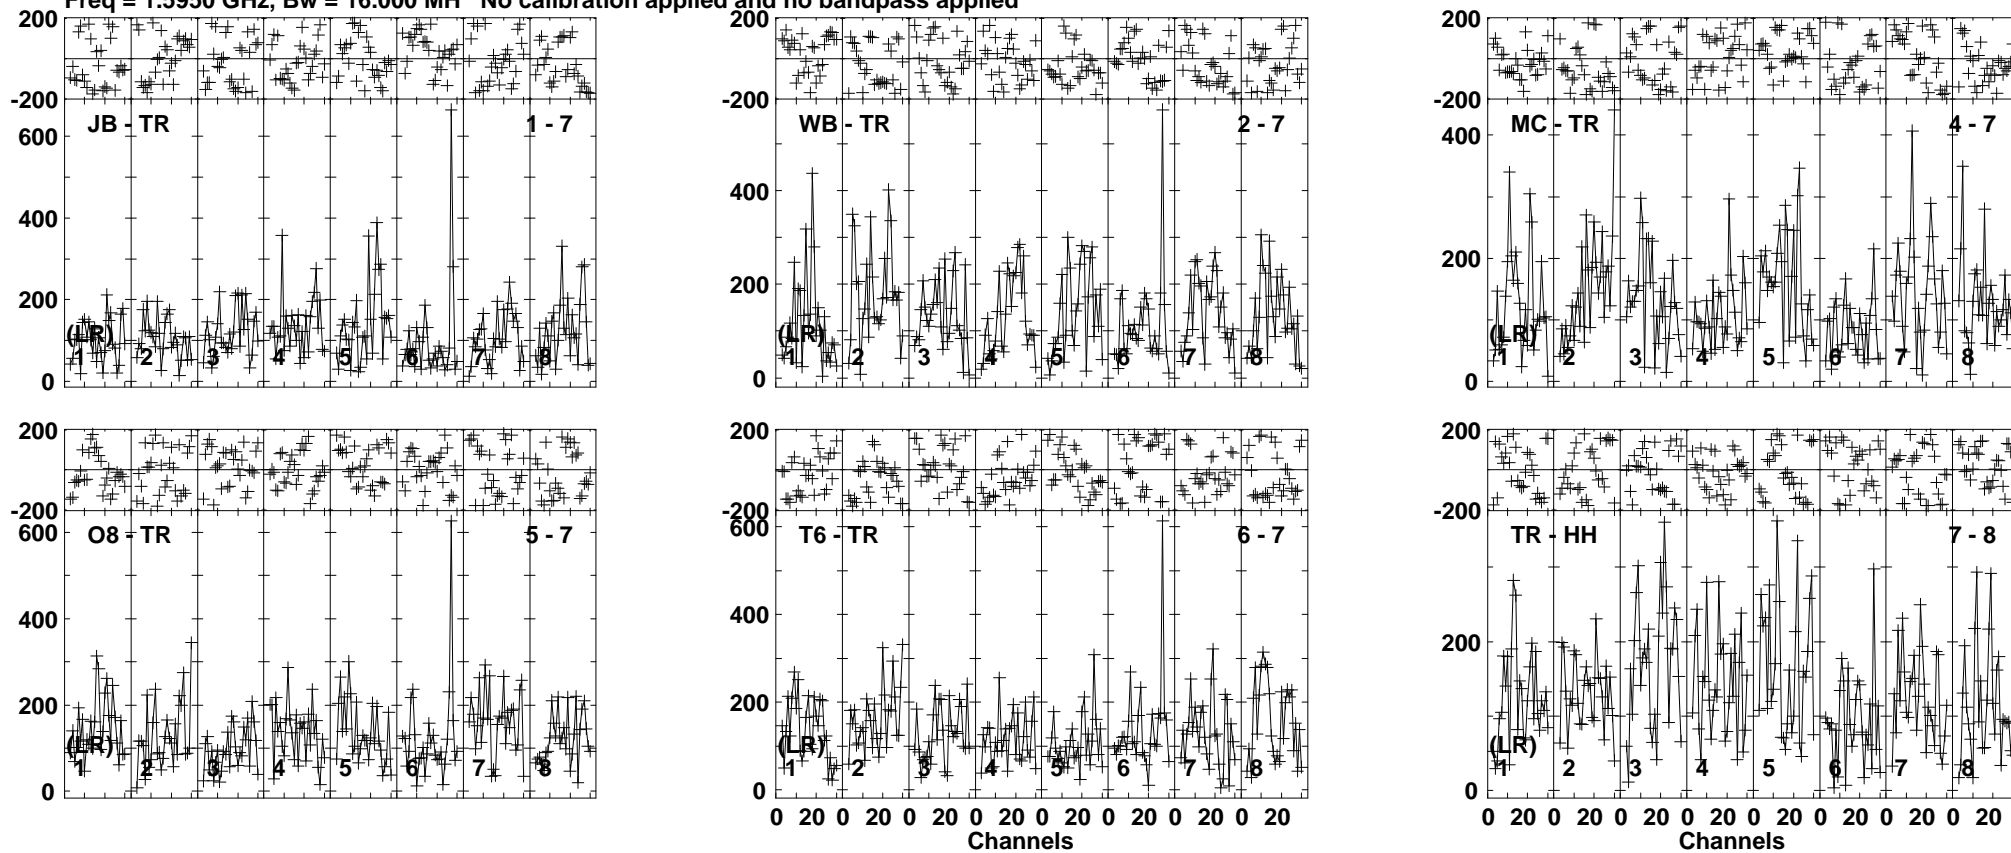 Freq = 1.5950 GHz, Bw = 16.000 MH No calibration applied and no bandpass applied
200
-200
JB - TR
1 - 7
600
400
200
0
(LR)
1 2 3 4 5 6 7 8
200
-200
WB - TR
2 - 7
400
200
0
(LR)
1 2 3 4 5 6 7 8
200
-200
MC - TR
4 - 7
400
200
0
(LR)
1 2 3 4 5 6 7 8
200
-200
O8 - TR
5 - 7
600
400
200
0
(LR)
1 2 3 4 5 6 7 8
200
-200
T6 - TR
6 - 7
600
400
200
0
(LR)
1 2 3 4 5 6 7 8
0 20 0 20 0 20 0 20 0 20 0 20 0 20 0 20
Channels
200
-200
TR - HH
7 - 8
200
0
(LR)
1 2 3 4 5 6 7 8
0 20 0 20 0 20 0 20 0 20 0 20 0 20 0 20
Channels